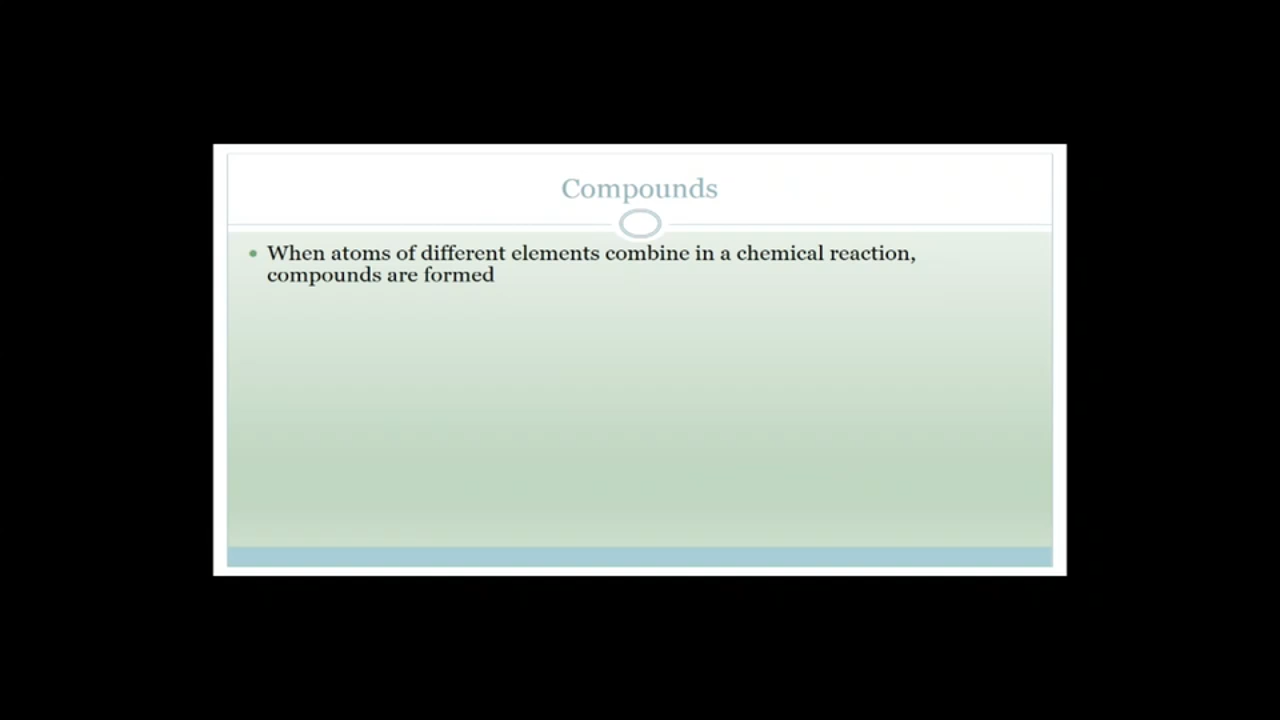 Compounds
When atoms of different elements combine in a chemical reaction,
compounds are formed